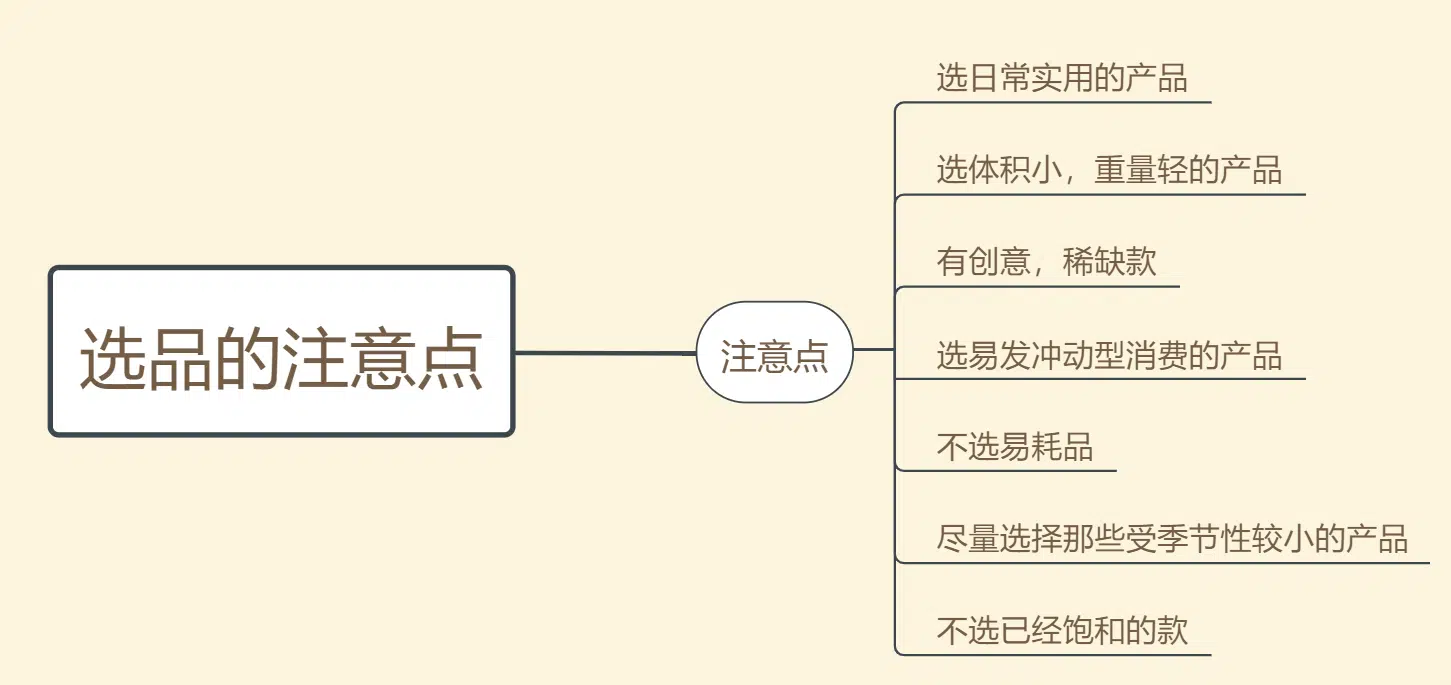 选品的注意点
注意点
选日常实用的产品
选体积小，重量轻的产品
有创意，稀缺款
选易发冲动型消费的产品
不选易耗品
尽量选择那些受季节性较小的产品
不选已经饱和的款